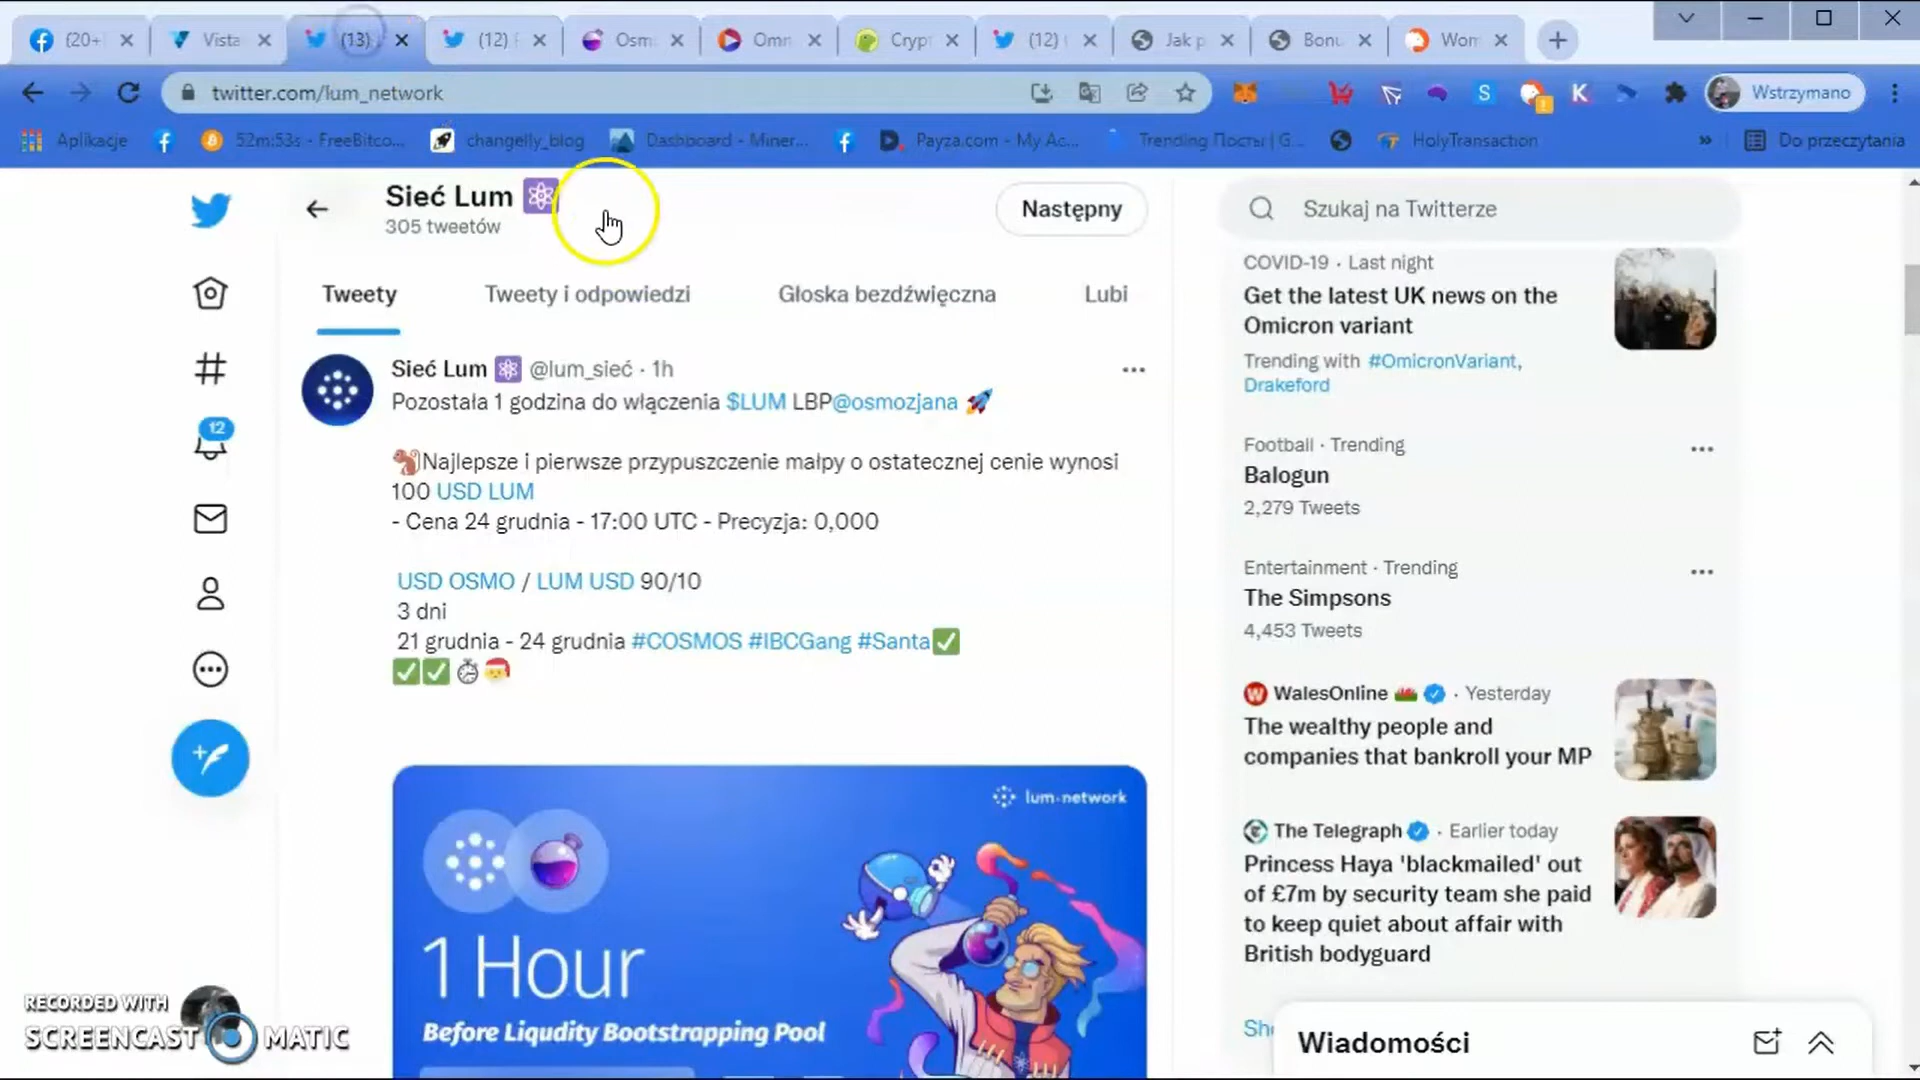 (20+
Vista
(13)
(12) F
Osm
Omn
Cryp
(12)
Jak p
Bonu
Wom
twitter.com/lum_network
Wstrzymano
Aplikacje
52m:53s - FreeBitco...
changelly_blog
Dashboard - Miner...
Payza.com - My Ac...
Trending Посты | G...
HolyTransaction
Do przeczytania
Sieć Lum
305 tweetów
Następny
Szukaj na Twitterze
Tweety
Tweety i odpowiedzi
Głoska bezdźwięczna
Lubi
Sieć Lum @lum_sieć · 1h
Pozostała 1 godzina do włączenia $LUM LBP@osmozjana
Najlepsze i pierwsze przypuszczenie małpy o ostatecznej cenie wynosi
100 USD LUM
- Cena 24 grudnia - 17:00 UTC - Precyzja: 0,000
USD OSMO / LUM USD 90/10
3 dni
21 grudnia - 24 grudnia #COSMOS #IBCGang #Santa
lum-network
1 Hour
Before Liqudity Bootstrapping Pool
12
COVID-19 · Last night
Get the latest UK news on the
Omicron variant
Trending with #OmicronVariant,
Drakeford
Football · Trending
Balogun
2,279 Tweets
Entertainment · Trending
The Simpsons
4,453 Tweets
WalesOnline · Yesterday
The wealthy people and
companies that bankroll your MP
The Telegraph · Earlier today
Princess Haya 'blackmailed' out
of £7m by security team she paid
to keep quiet about affair with
British bodyguard
Sh
Wiadomości
RECORDED WITH
SCREENCAST MATIC